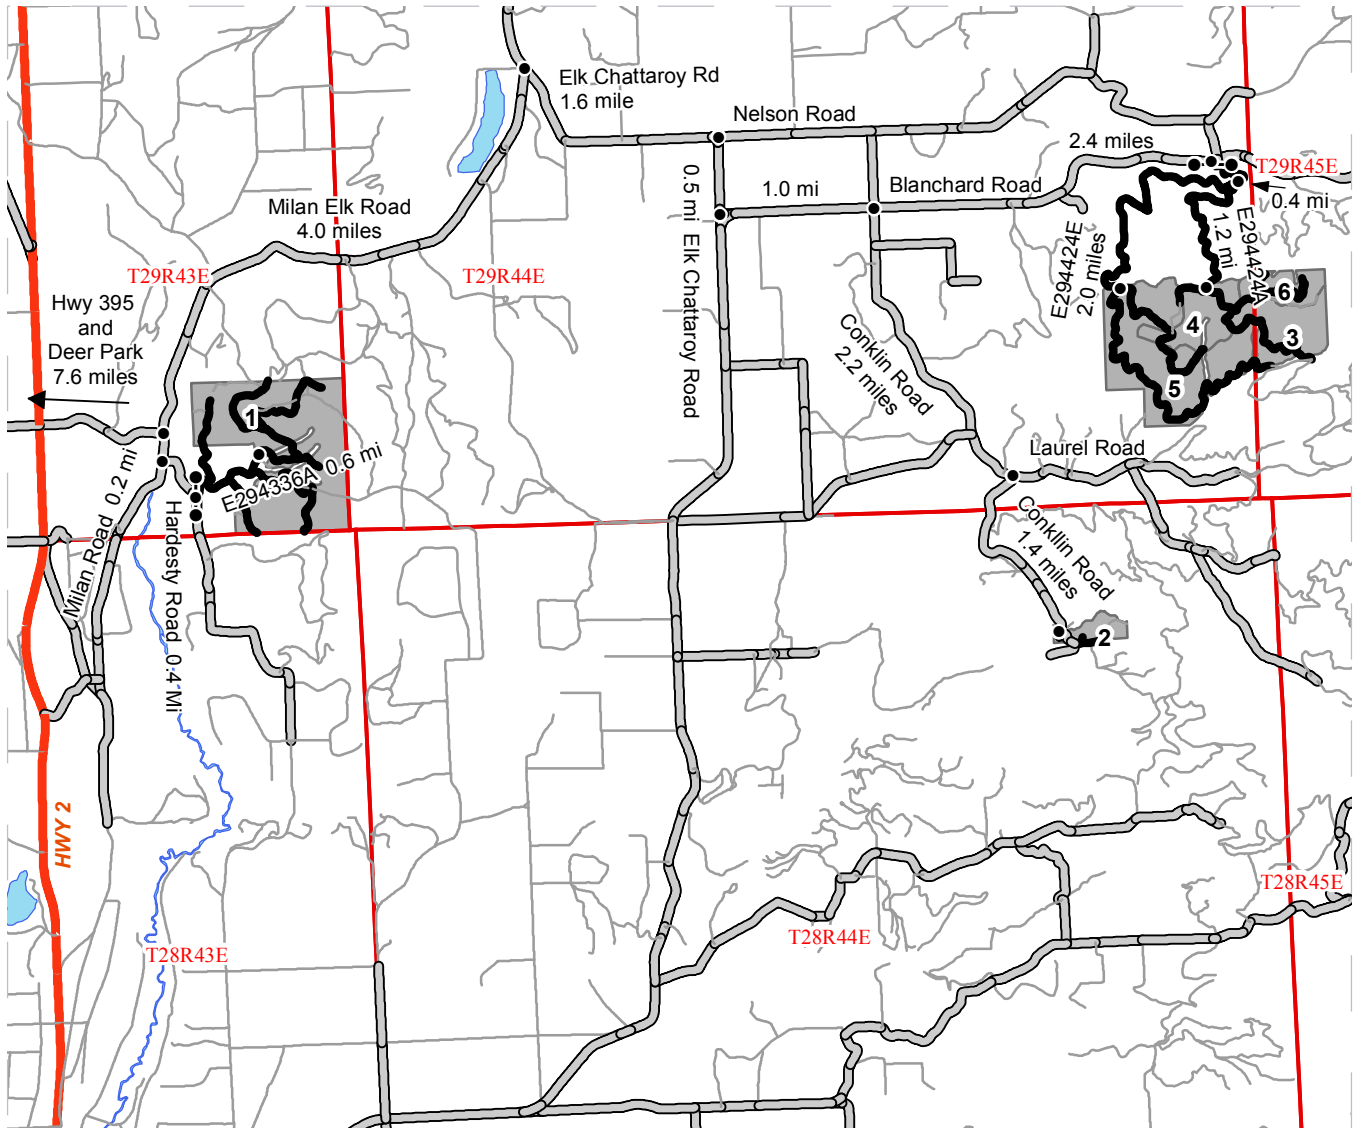 Elk Chattaroy Rd
1.6 mile
Nelson Road
2.4 miles
T29R45E
0.4 mi
1.0 mi
Blanchard Road
0.5 mi Elk Chattaroy Road
Milan Elk Road
4.0 miles
T29R43E
T29R44E
E294424E
2.0 miles
1.2 mi
E294424A
Hwy 395
and
Deer Park
7.6 miles
6
4
3
5
Conklin Road
2.2 miles
1
Laurel Road
E294336A 0.6 mi
Milan Road 0.2 mi
Hardesty Road 0.4 Mi
Conkllin Road
1.4 miles
2
HWY 2
T28R45E
T28R44E
T28R43E